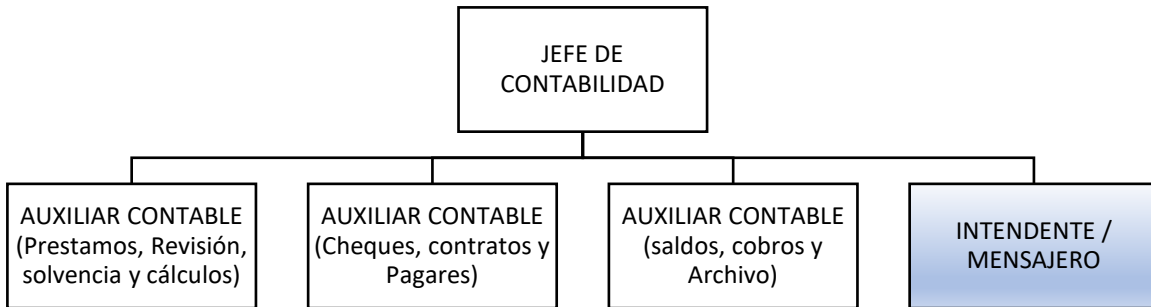 JEFE DE
CONTABILIDAD
AUXILIAR CONTABLE
(Prestamos, Revisión,
solvencia y cálculos)
AUXILIAR CONTABLE
(Cheques, contratos y
Pagares)
AUXILIAR CONTABLE
(saldos, cobros y
Archivo)
INTENDENTE /
MENSAJERO